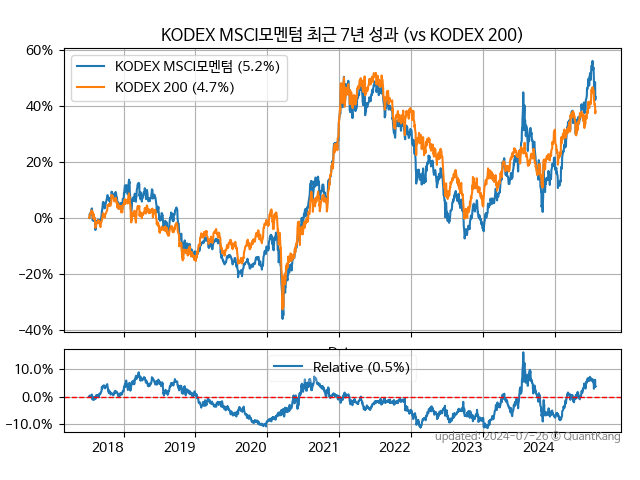 KODEX MSCI모멘텀 최근 7년 성과 (vs KODEX 200)
60%
KODEX MSCI모멘텀 (5.2%)
KODEX 200 (4.7%)
40%
20%
0%
−20%
−40%
10.0%
Relative (0.5%)
0.0%
−10.0%
updated: 2024-07-26 © QuantKang
2018 2019 2020 2021 2022 2023 2024